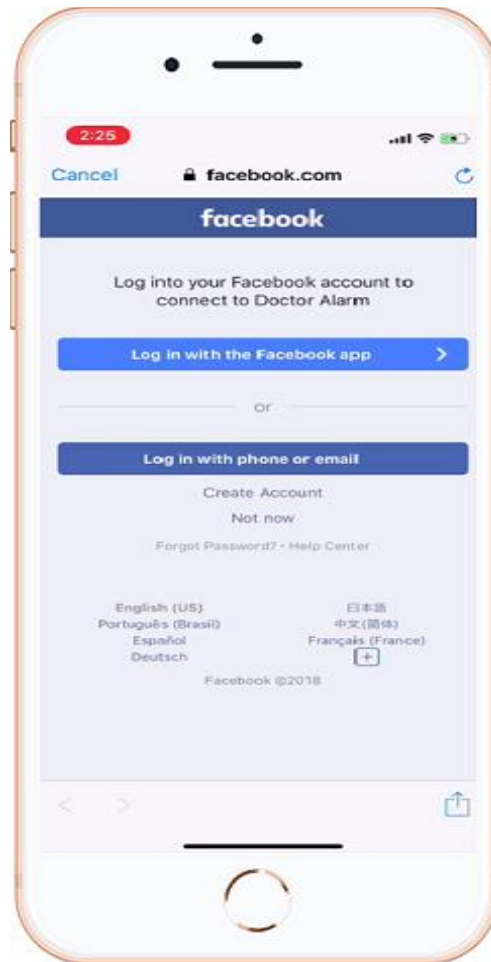 2:25
Cancel facebook.com
facebook
Log into your Facebook account to
connect to Doctor Alarm
Log in with the Facebook app
or
Log in with phone or email
Create Account
Not now
Forgot Password? • Help Center
English (US) 日本語
Português (Brasil) 中文(简体)
Español Français (France)
Deutsch
Facebook ©2018